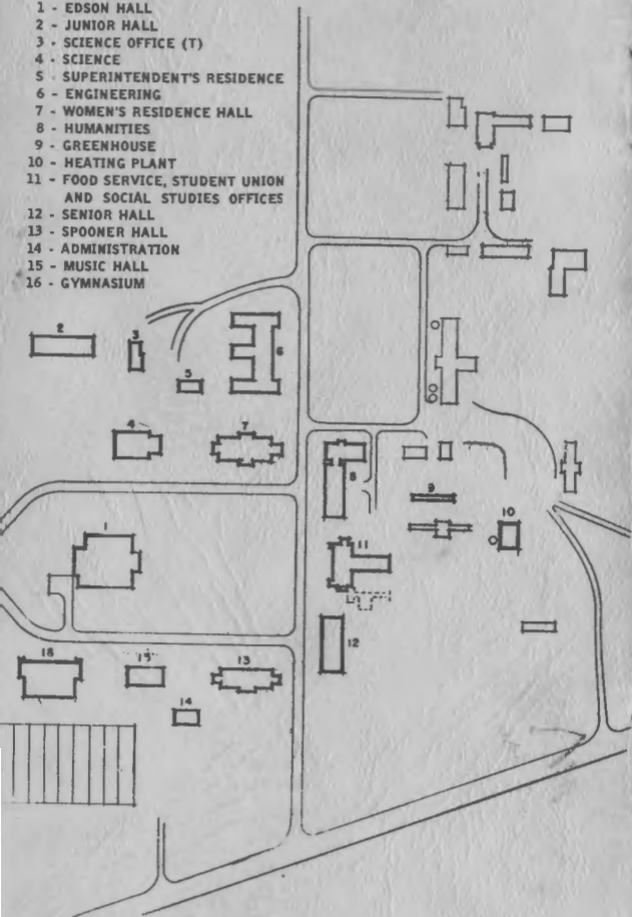 1 - EDSON HALL
2 - JUNIOR HALL
3 - SCIENCE OFFICE (T)
4 - SCIENCE
5 - SUPERINTENDENT'S RESIDENCE
6 - ENGINEERING
7 - WOMEN'S RESIDENCE HALL
8 - HUMANITIES
9 - GREENHOUSE
10 - HEATING PLANT
11 - FOOD SERVICE, STUDENT UNION
AND SOCIAL STUDIES OFFICES
12 - SENIOR HALL
13 - SPOONER HALL
14 - ADMINISTRATION
15 - MUSIC HALL
16 - GYMNASIUM
2
3
5
6
4
7
8
9
10
1
11
12
16
15
13
14